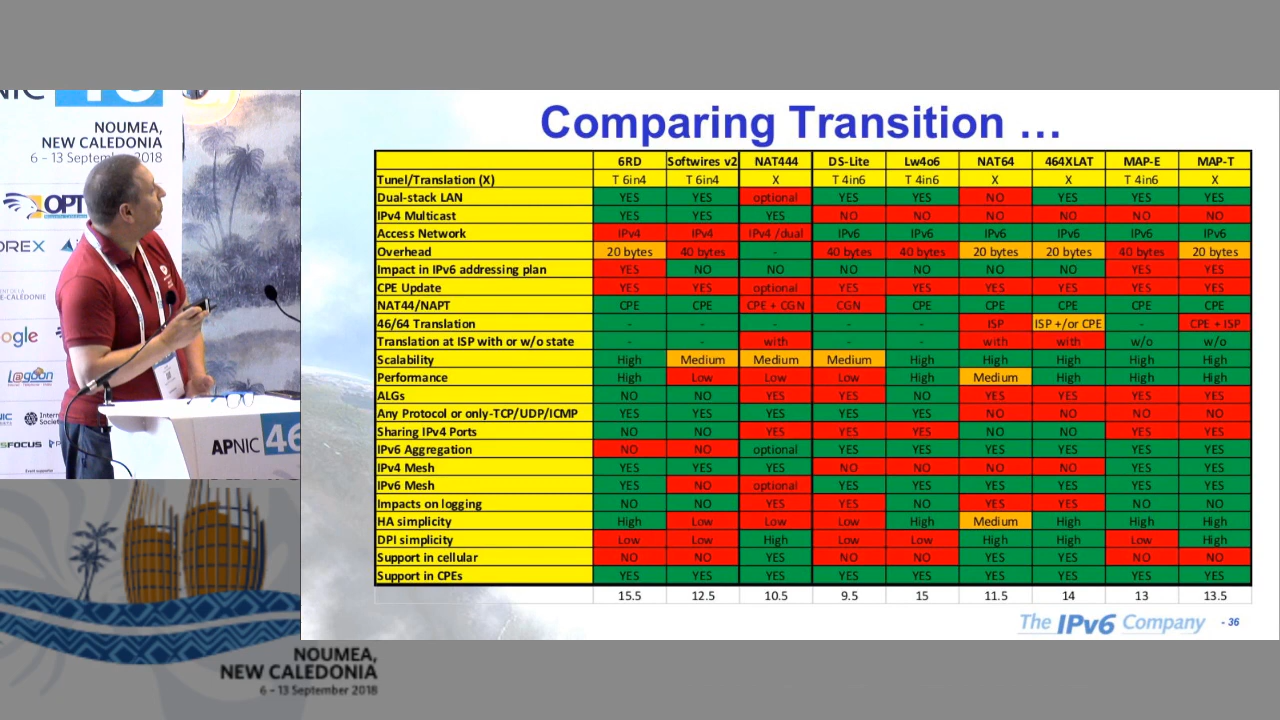 NIC 46
NOUMEA,
NEW CALEDONIA
6 – 13 September 2018
OPT
OREX
E-CALÉDONIE
ogle
L@goon
Internet
Society
SFOCUS
Event supporter
APNIC 46
Comparing Transition …
6RD Softwires v2 NAT444 DS-Lite Lw4o6 NAT64 464XLAT MAP-E MAP-T
Tunel/Translation (X) T 6in4 T 6in4 X T 4in6 T 4in6 X X T 4in6 X
Dual-stack LAN YES YES optional YES YES NO YES YES YES
IPv4 Multicast YES YES YES NO NO NO NO NO NO
Access Network IPv4 IPv4 IPv4 /dual IPv6 IPv6 IPv6 IPv6 IPv6 IPv6
Overhead 20 bytes 40 bytes - 40 bytes 40 bytes 20 bytes 20 bytes 40 bytes 20 bytes
Impact in IPv6 addressing plan YES NO NO NO NO NO NO YES YES
CPE Update YES YES optional YES YES YES YES YES YES
NAT44/NAPT CPE CPE CPE + CGN CGN CPE CPE CPE CPE CPE
46/64 Translation - - - - - ISP ISP +/or CPE - CPE + ISP
Translation at ISP with or w/o state - - with - - with with w/o w/o
Scalability High Medium Medium Medium High High High High High
Performance High Low Low Low High Medium High High High
ALGs NO NO YES YES NO YES YES YES YES
Any Protocol or only-TCP/UDP/ICMP YES YES YES YES YES NO NO NO NO
Sharing IPv4 Ports NO NO YES YES YES NO NO YES YES
IPv6 Aggregation NO NO optional YES YES YES YES YES YES
IPv4 Mesh YES YES YES NO NO NO NO YES YES
IPv6 Mesh YES NO optional YES YES YES YES YES YES
Impacts on logging NO NO YES YES NO YES YES NO NO
HA simplicity High Low Low Low High Medium High High High
DPI simplicity Low Low High Low Low High High Low High
Support in cellular NO NO YES NO NO YES YES NO NO
Support in CPEs YES YES YES YES YES YES YES YES YES
15.5 12.5 10.5 9.5 15 11.5 14 13 13.5
The IPv6 Company - 36
NOUMEA,
NEW CALEDONIA
6 – 13 September 2018